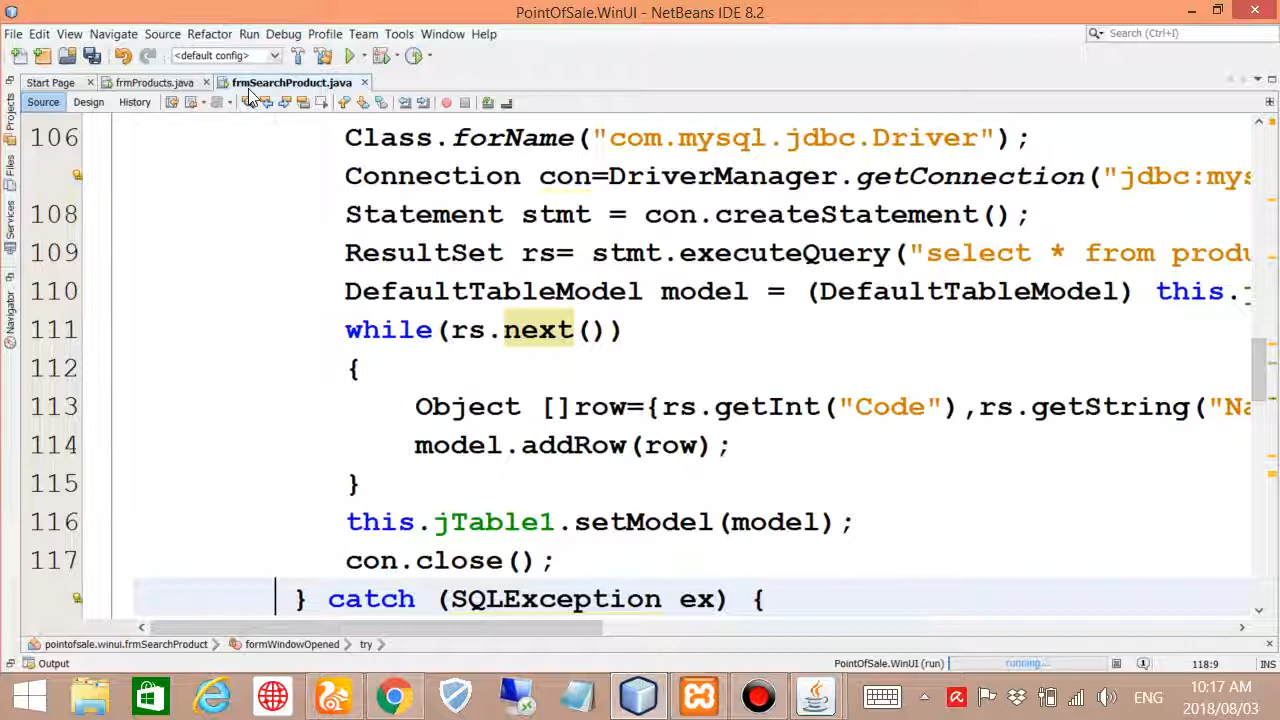 PointOfSale.WinUI - NetBeans IDE 8.2
File Edit View Navigate Source Refactor Run Debug Profile Team Tools Window Help
Search (Ctrl+I)
<default config>
Start Page frmProducts.java frmSearchProduct.java
Source Design History
Projects
Files
Services
Navigator
106 Class.forName("com.mysql.jdbc.Driver");
Connection con=DriverManager.getConnection("jdbc:mys
108 Statement stmt = con.createStatement();
109 ResultSet rs= stmt.executeQuery("select * from produ
110 DefaultTableModel model = (DefaultTableModel) this.j
111 while(rs.next())
112 {
113 Object []row={rs.getInt("Code"),rs.getString("Na
114 model.addRow(row);
115 }
116 this.jTable1.setModel(model);
117 con.close();
} catch (SQLException ex) {
pointofsale.winui.frmSearchProduct formWindowOpened try
Output PointOfSale.WinUI (run) running... 118:9 INS
ENG
10:17 AM
2018/08/03